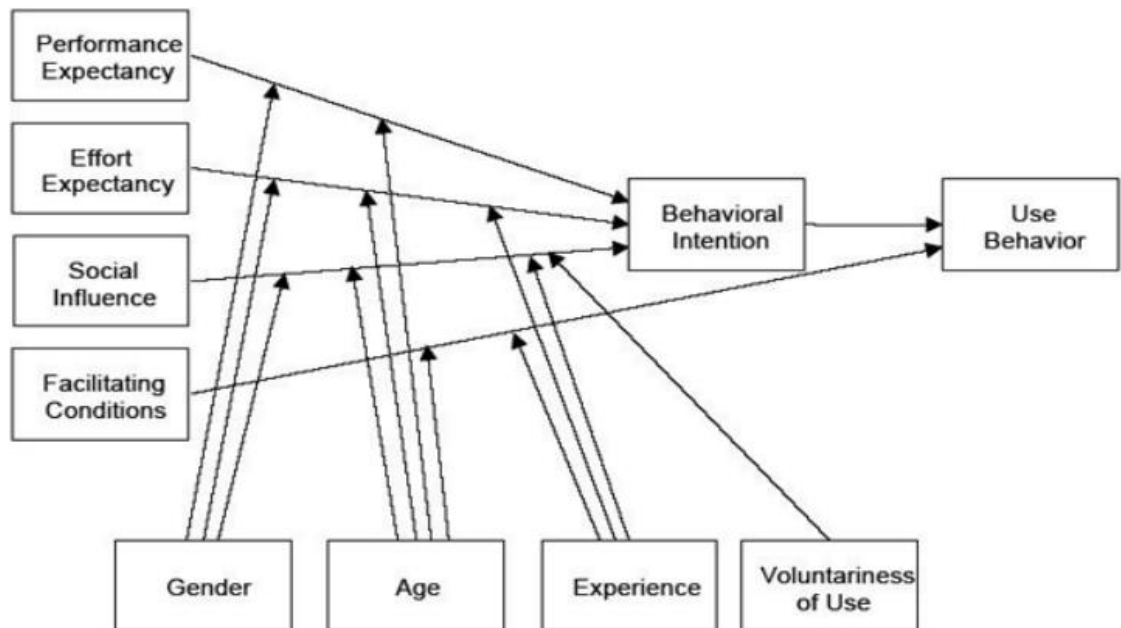 Performance
Expectancy
Effort
Expectancy
Social
Influence
Facilitating
Conditions
Behavioral
Intention
Use
Behavior
Gender
Age
Experience
Voluntariness
of Use